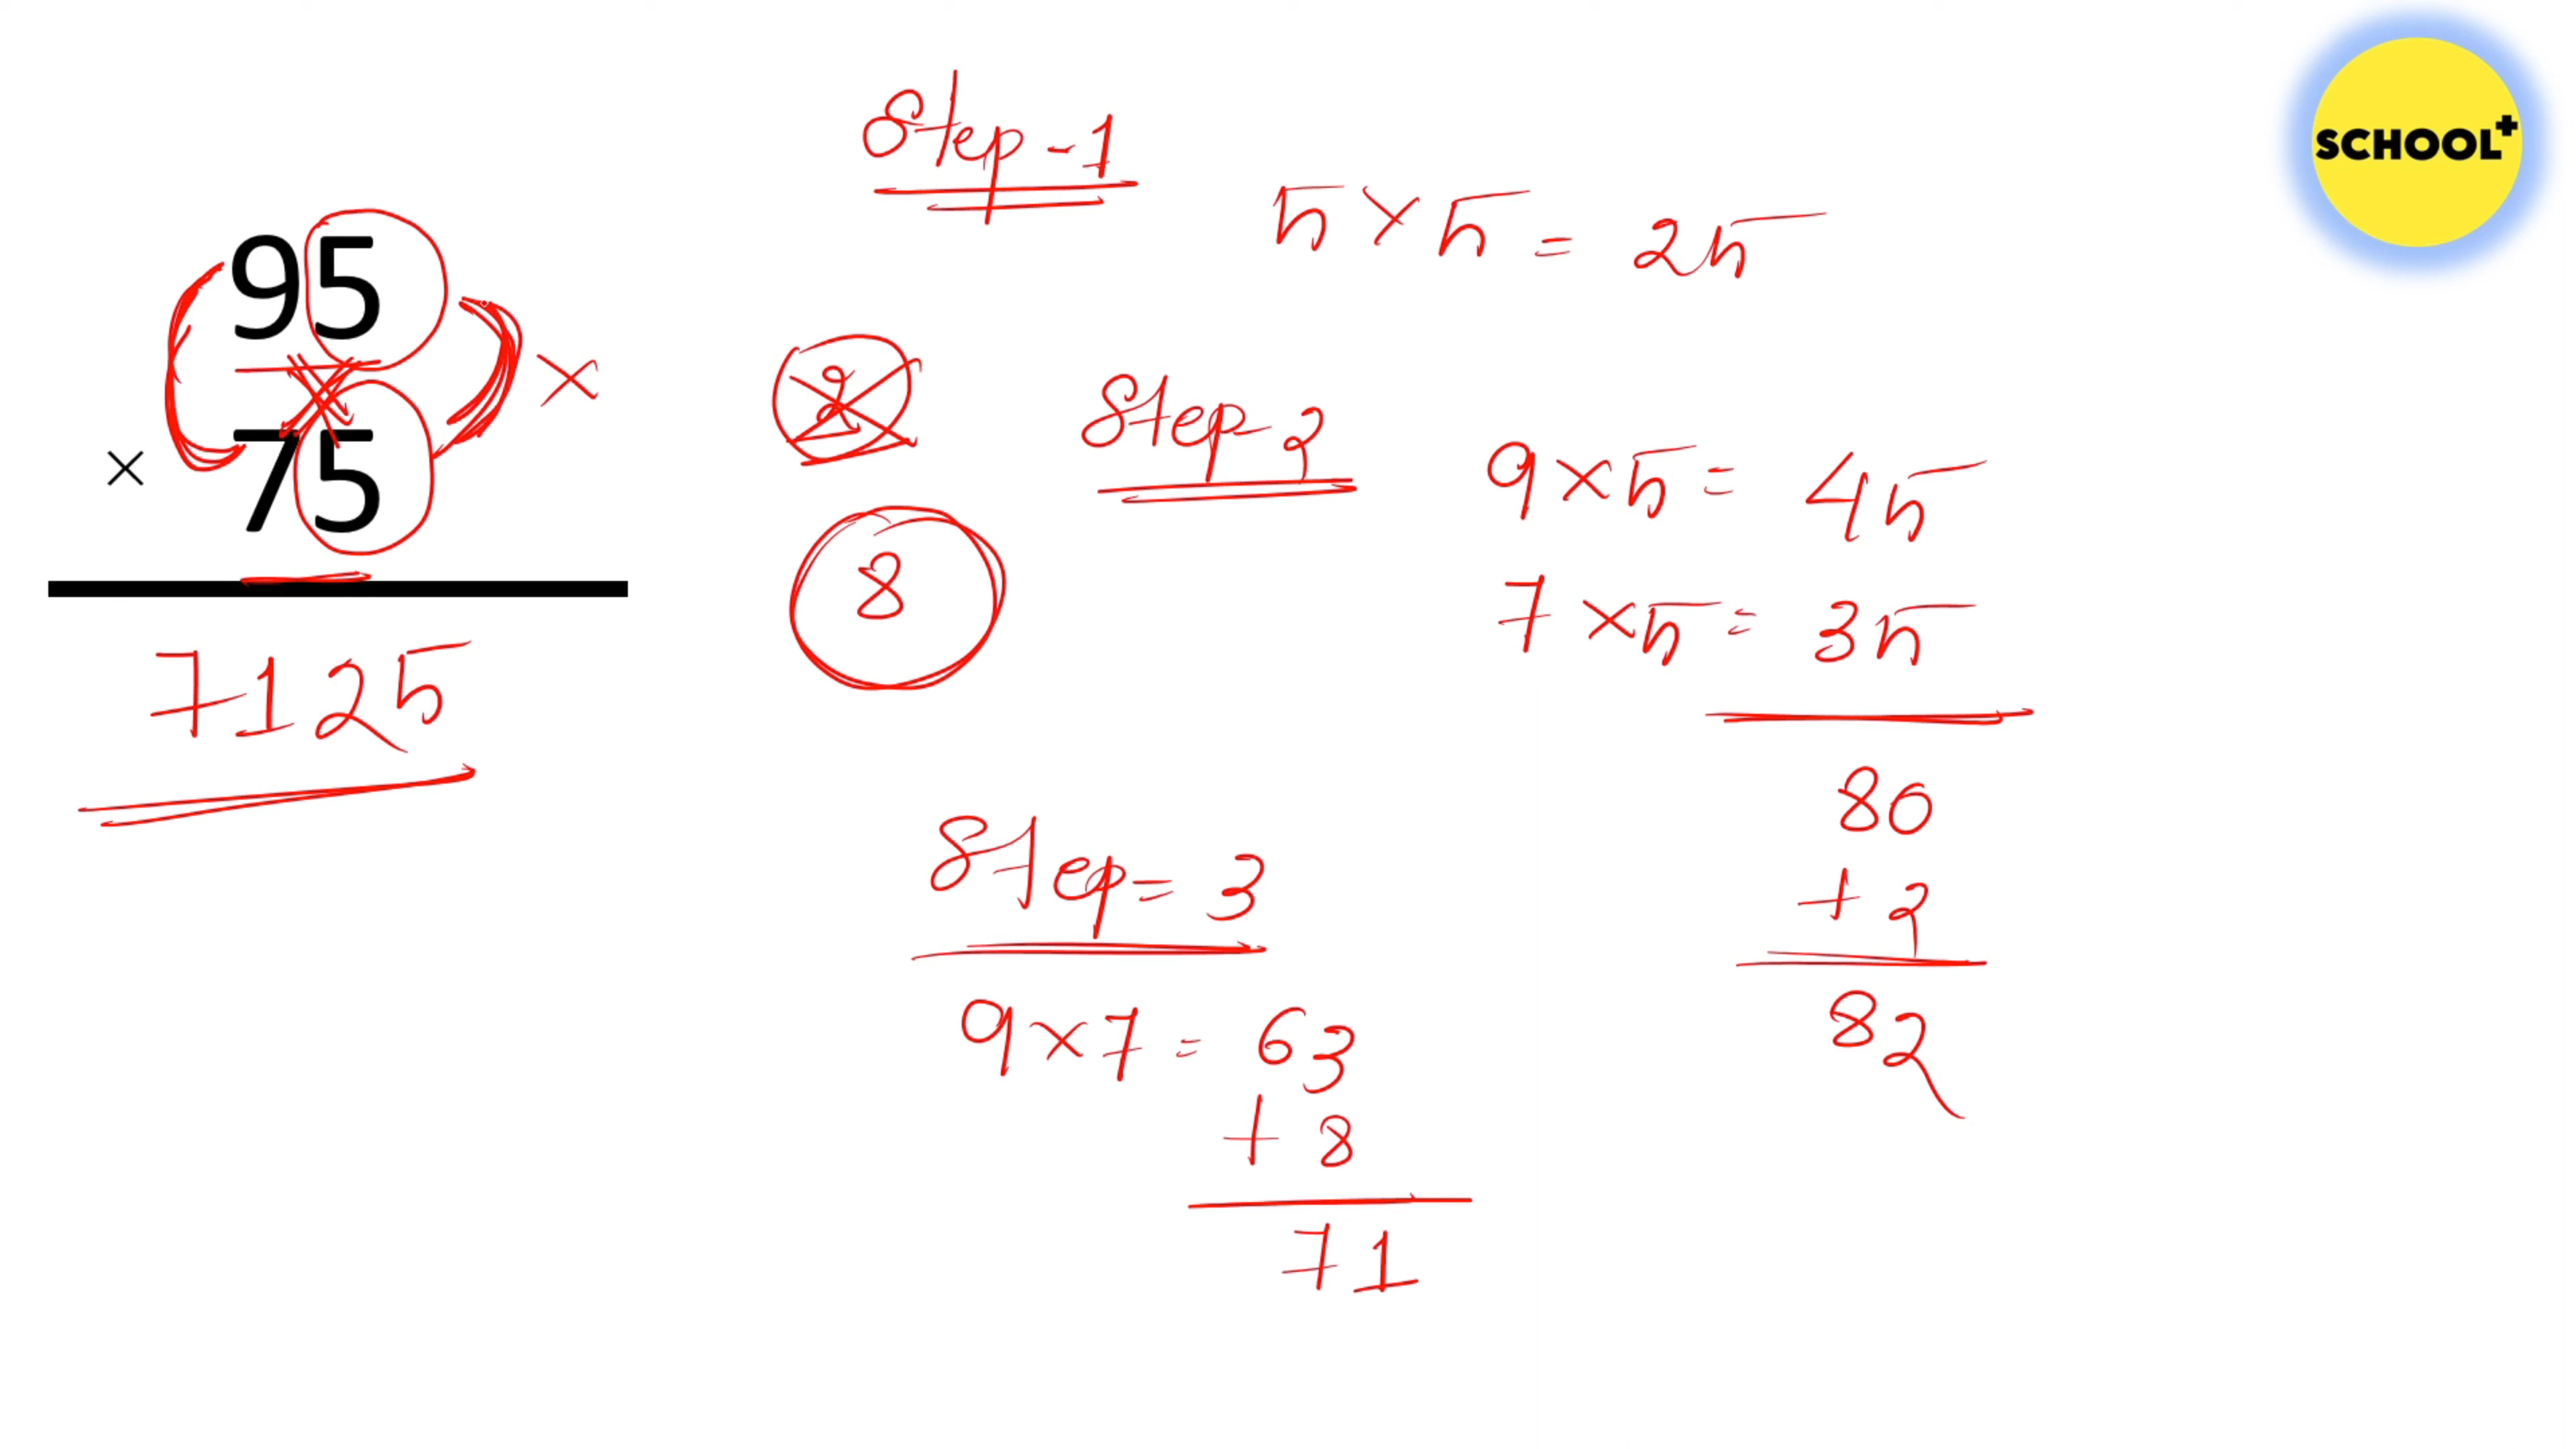 SCHOOL+
95
× 75
7125
×
Step-1
5 × 5 = 25
2
8
Step-2
9 × 5 = 45
7 × 5 = 35
80
+ 2
82
Step = 3
9 × 7 = 63
+ 8
71